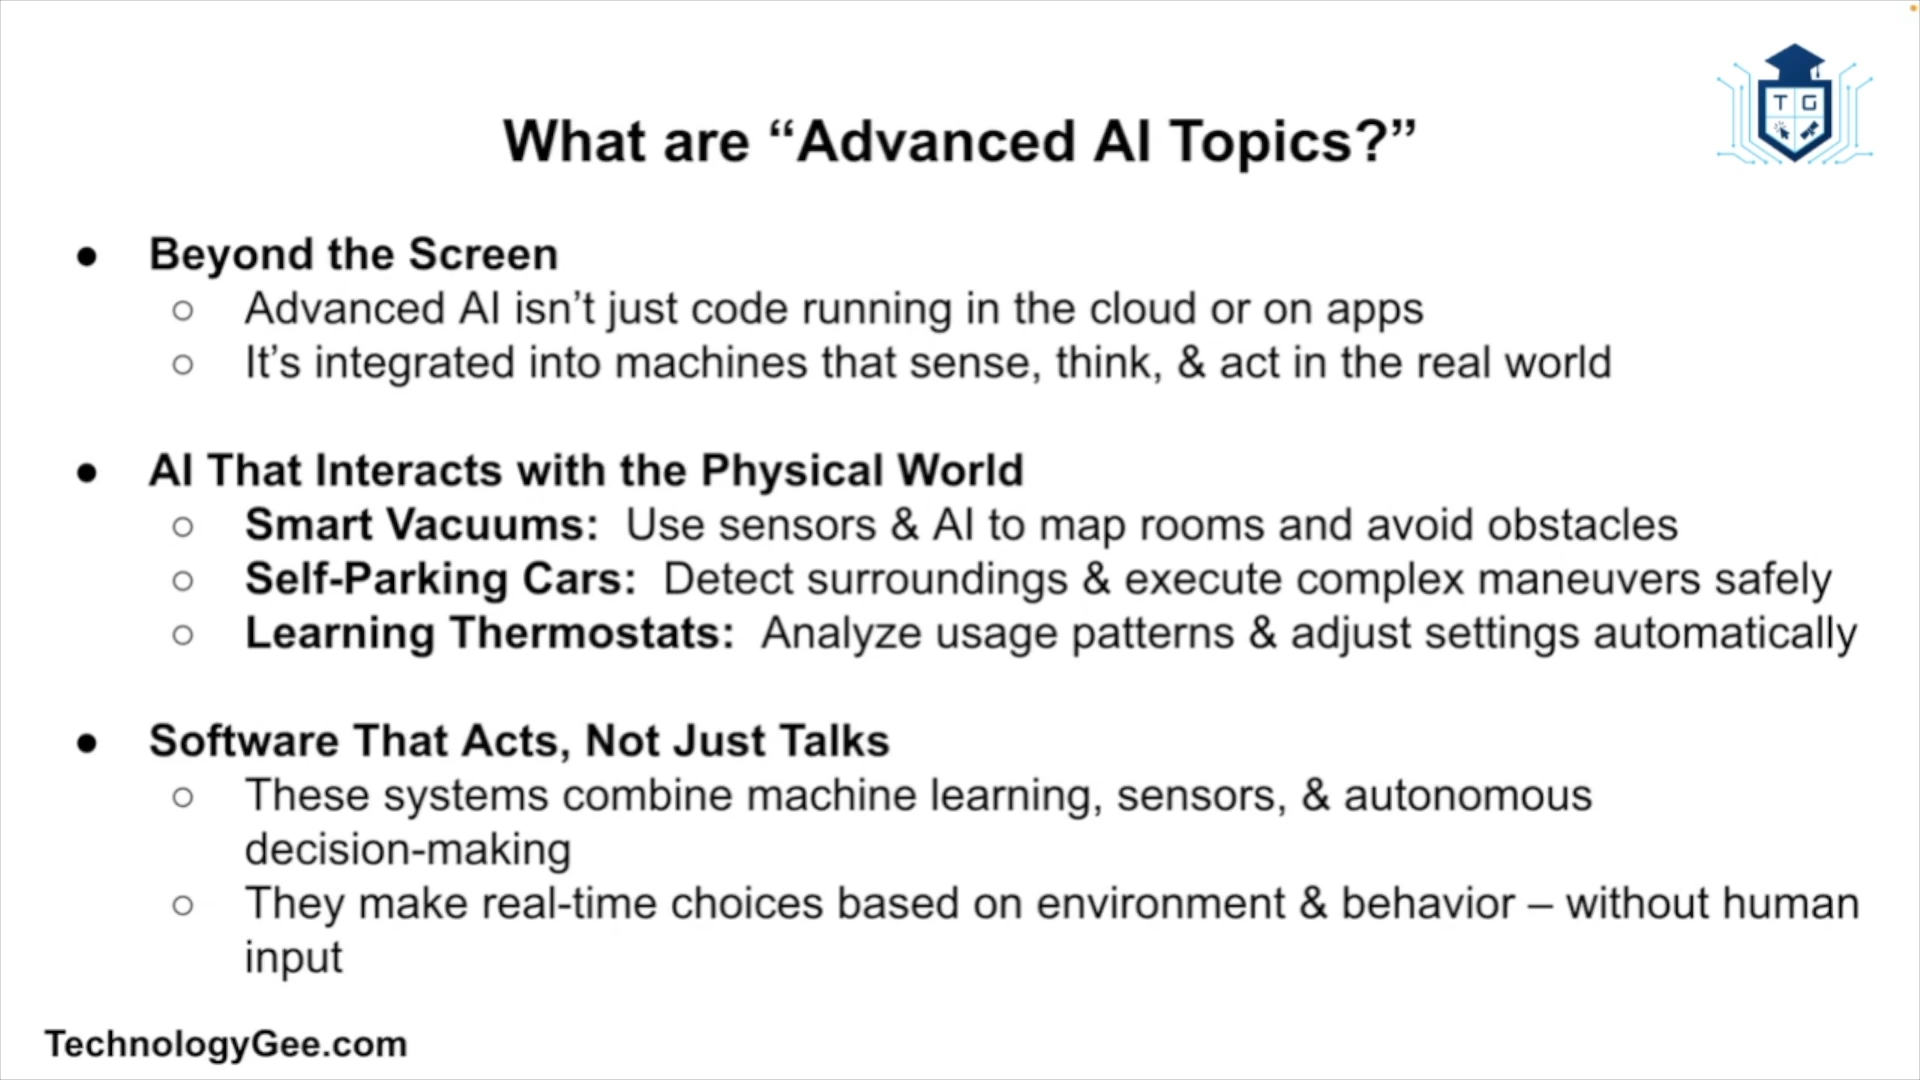 What are “Advanced AI Topics?”
T G
● Beyond the Screen
○ Advanced AI isn’t just code running in the cloud or on apps
○ It’s integrated into machines that sense, think, & act in the real world
● AI That Interacts with the Physical World
○ Smart Vacuums: Use sensors & AI to map rooms and avoid obstacles
○ Self-Parking Cars: Detect surroundings & execute complex maneuvers safely
○ Learning Thermostats: Analyze usage patterns & adjust settings automatically
● Software That Acts, Not Just Talks
○ These systems combine machine learning, sensors, & autonomous
decision-making
○ They make real-time choices based on environment & behavior – without human
input
TechnologyGee.com